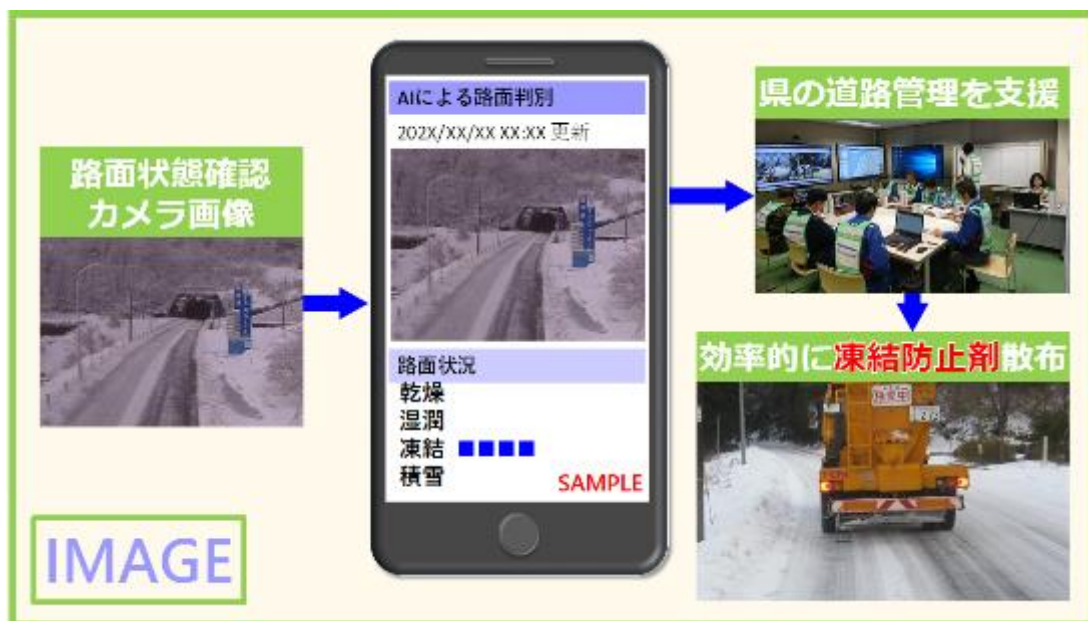 路面状態確認
カメラ画像
AIによる路面判別
202X/XX/XX XX:XX 更新
路面状況
乾燥
湿潤
凍結
積雪
SAMPLE
県の道路管理を支援
効率的に凍結防止剤散布
IMAGE